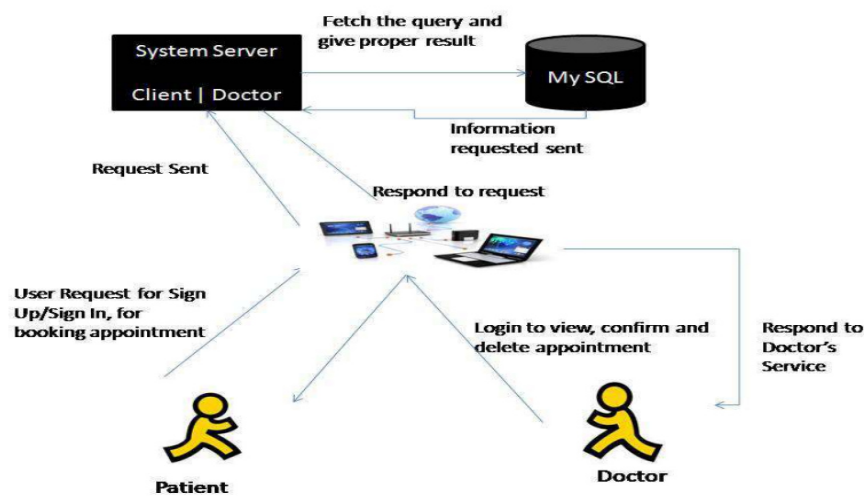 Fetch the query and
give proper result
System Server
Client | Doctor
My SQL
Information
requested sent
Request Sent
Respond to request
User Request for Sign
Up/Sign In, for
booking appointment
Login to view, confirm and
delete appointment
Respond to
Doctor's
Service
Patient
Doctor